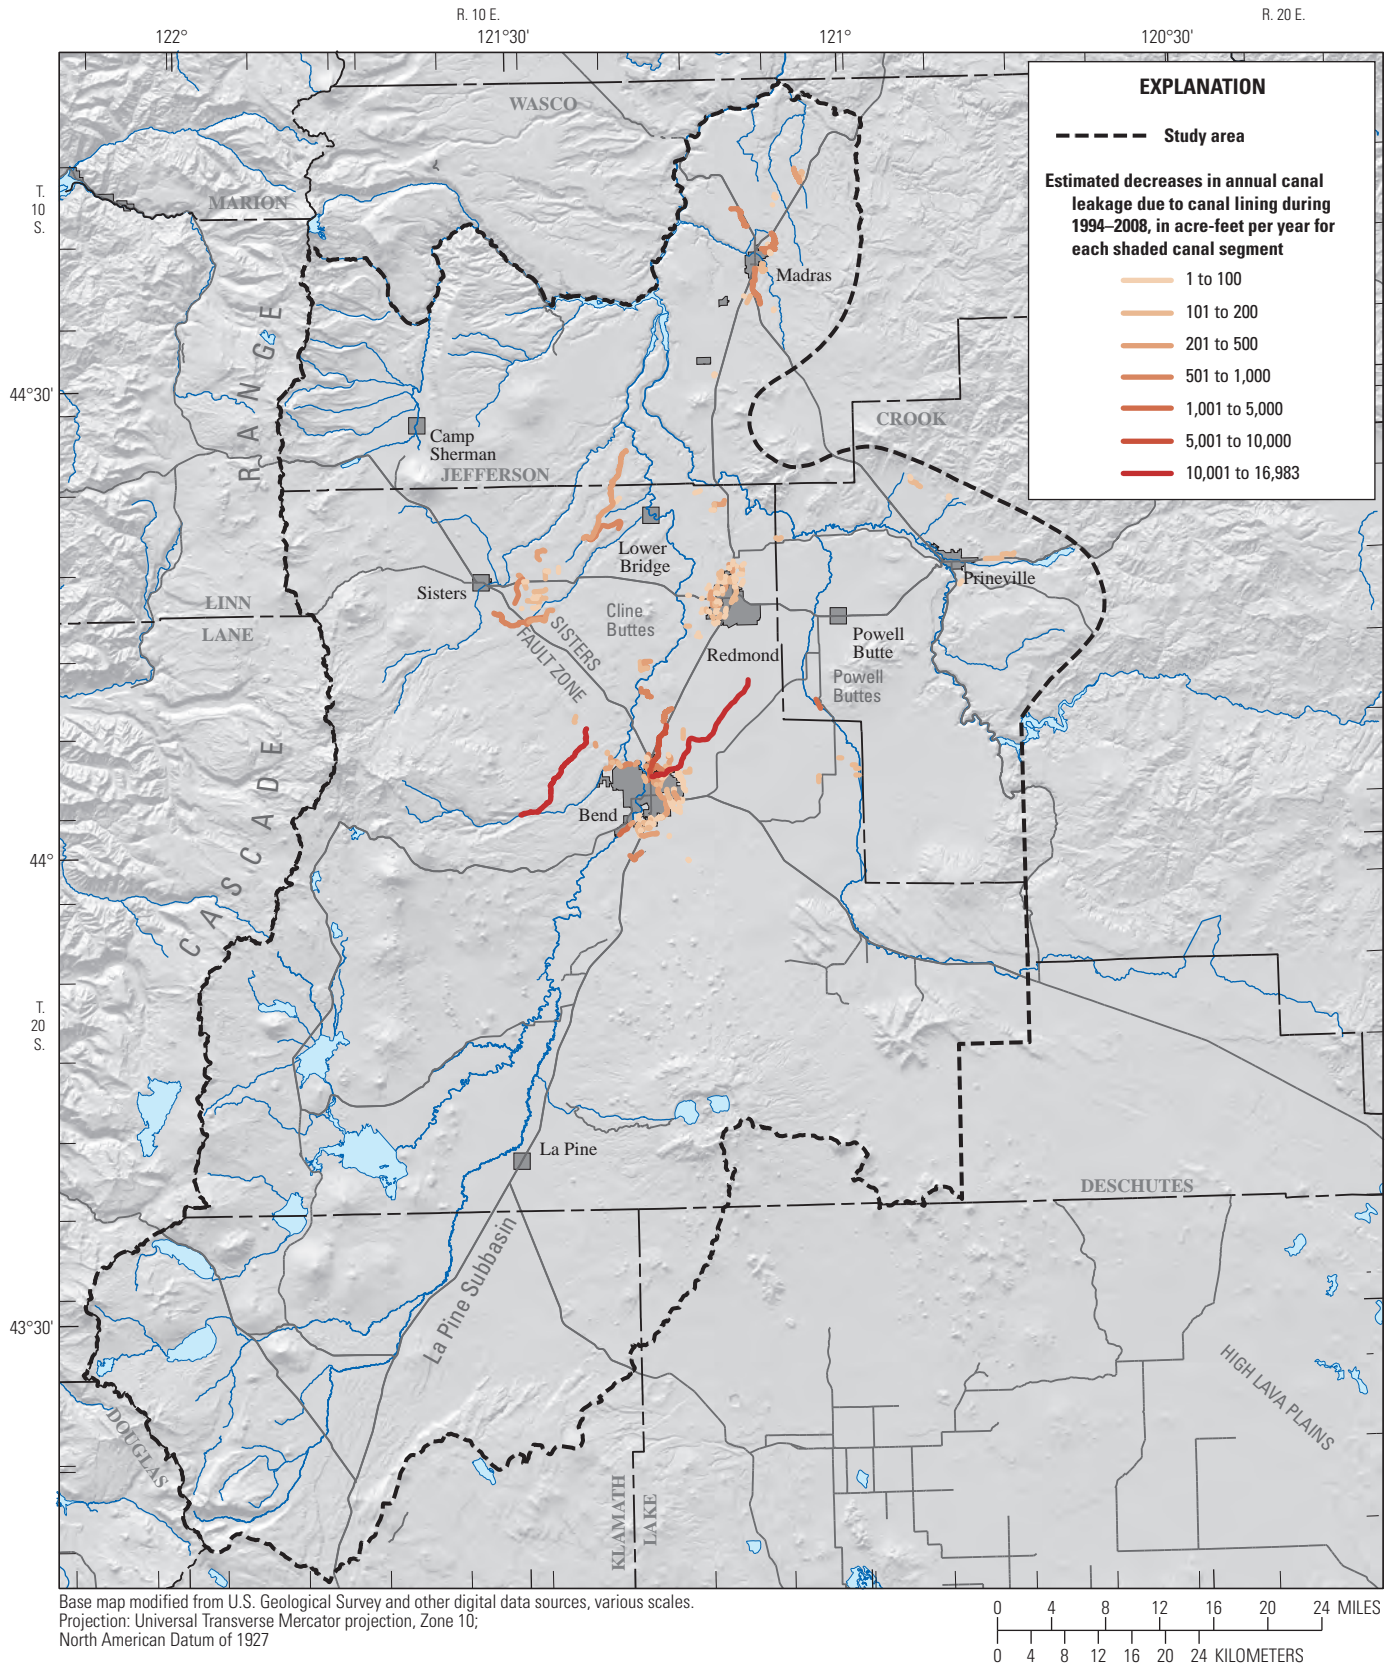 R. 10 E.
R. 20 E.
122°
121°30'
121°
120°30'
EXPLANATION
Study area
Estimated decreases in annual canal
leakage due to canal lining during
1994–2008, in acre-feet per year for
each shaded canal segment
1 to 100
101 to 200
201 to 500
501 to 1,000
1,001 to 5,000
5,001 to 10,000
10,001 to 16,983
WASCO
T.
10
S.
MARION
Madras
44°30'
CASCADE RANGE
Camp
Sherman
JEFFERSON
CROOK
Lower
Bridge
Prineville
Sisters
LINN
LANE
Cline
Buttes
SISTERS
FAULT ZONE
Redmond
Powell
Butte
Powell
Buttes
Bend
44°
T.
20
S.
La Pine
DESCHUTES
La Pine Subbasin
43°30'
HIGH LAVA PLAINS
DOUGLAS
KLAMATH
LAKE
Base map modified from U.S. Geological Survey and other digital data sources, various scales.
Projection: Universal Transverse Mercator projection, Zone 10;
North American Datum of 1927
0 4 8 12 16 20 24 MILES
0 4 8 12 16 20 24 KILOMETERS